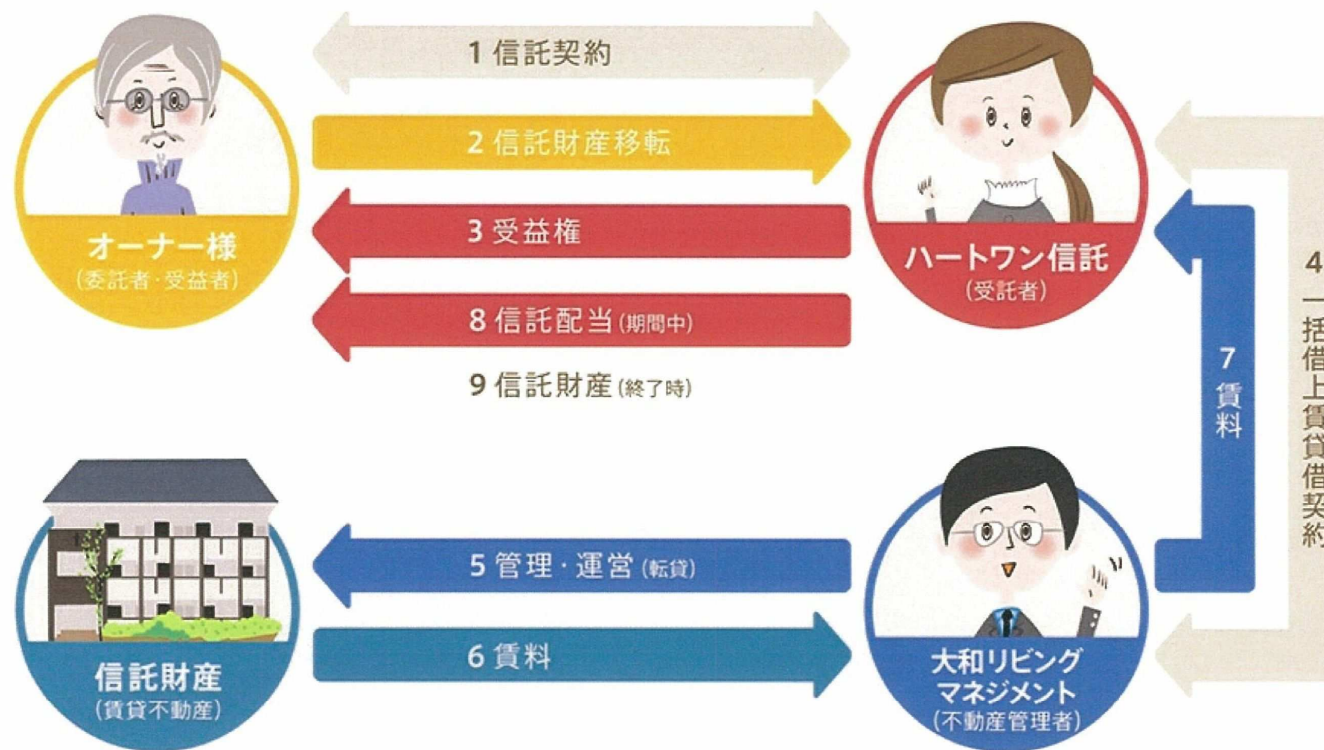 1 信託契約
2 信託財産移転
3 受益権
8 信託配当 (期間中)
9 信託財産 (終了時)
オーナー様
(委託者・受益者)
ハートワン信託
(受託者)
4 一括借上賃貸借契約
7 賃料
5 管理・運営 (転貸)
6 賃料
信託財産
(賃貸不動産)
大和リビング
マネジメント
(不動産管理者)